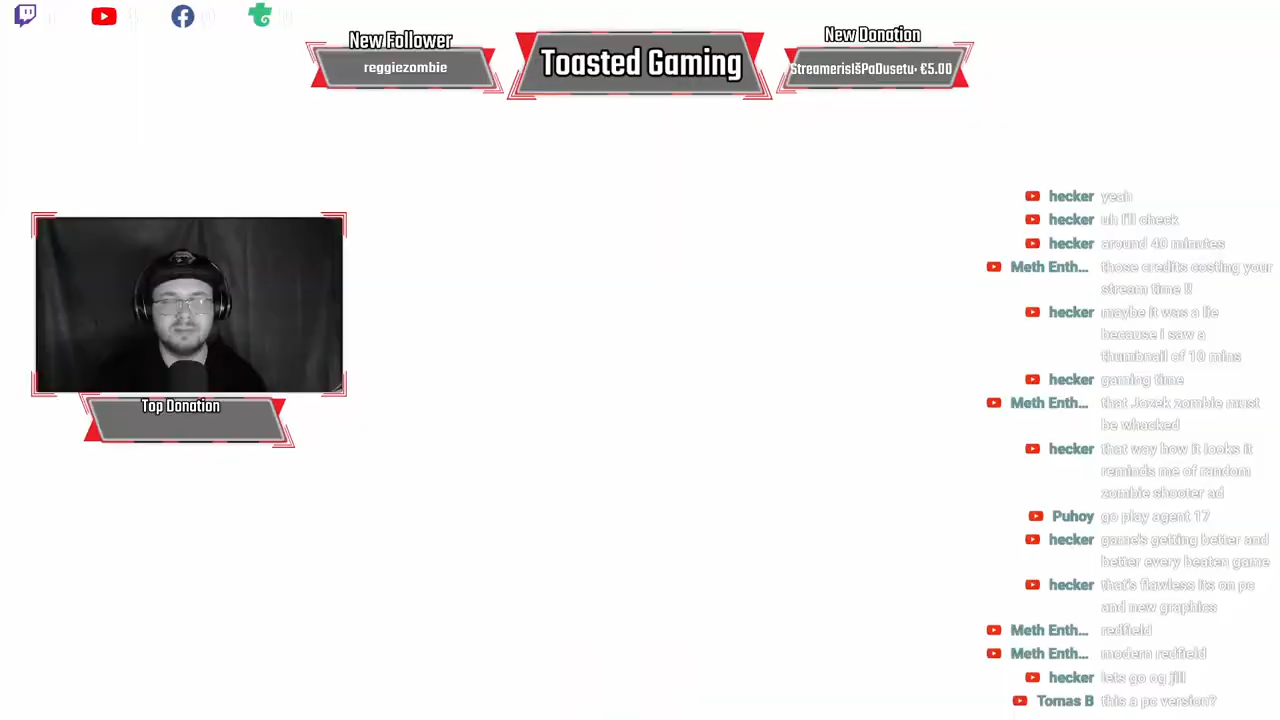 New Follower
reggiezombie
Toasted Gaming
New Donation
StreamerisIšPaDusetu· €5.00
Top Donation
hecker yeah
hecker uh I'll check
hecker around 40 minutes
Meth Enth... those credits costing your
stream time !!
hecker maybe it was a lie
because i saw a
thumbnail of 10 mins
hecker gaming time
Meth Enth... that Jozek zombie must
be whacked
hecker that way how it looks it
reminds me of random
zombie shooter ad
Puhoy go play agent 17
hecker game's getting better and
better every beaten game
hecker that's flawless its on pc
and new graphics
Meth Enth... redfield
Meth Enth... modern redfield
hecker lets go og jill
Tomas B this a pc version?